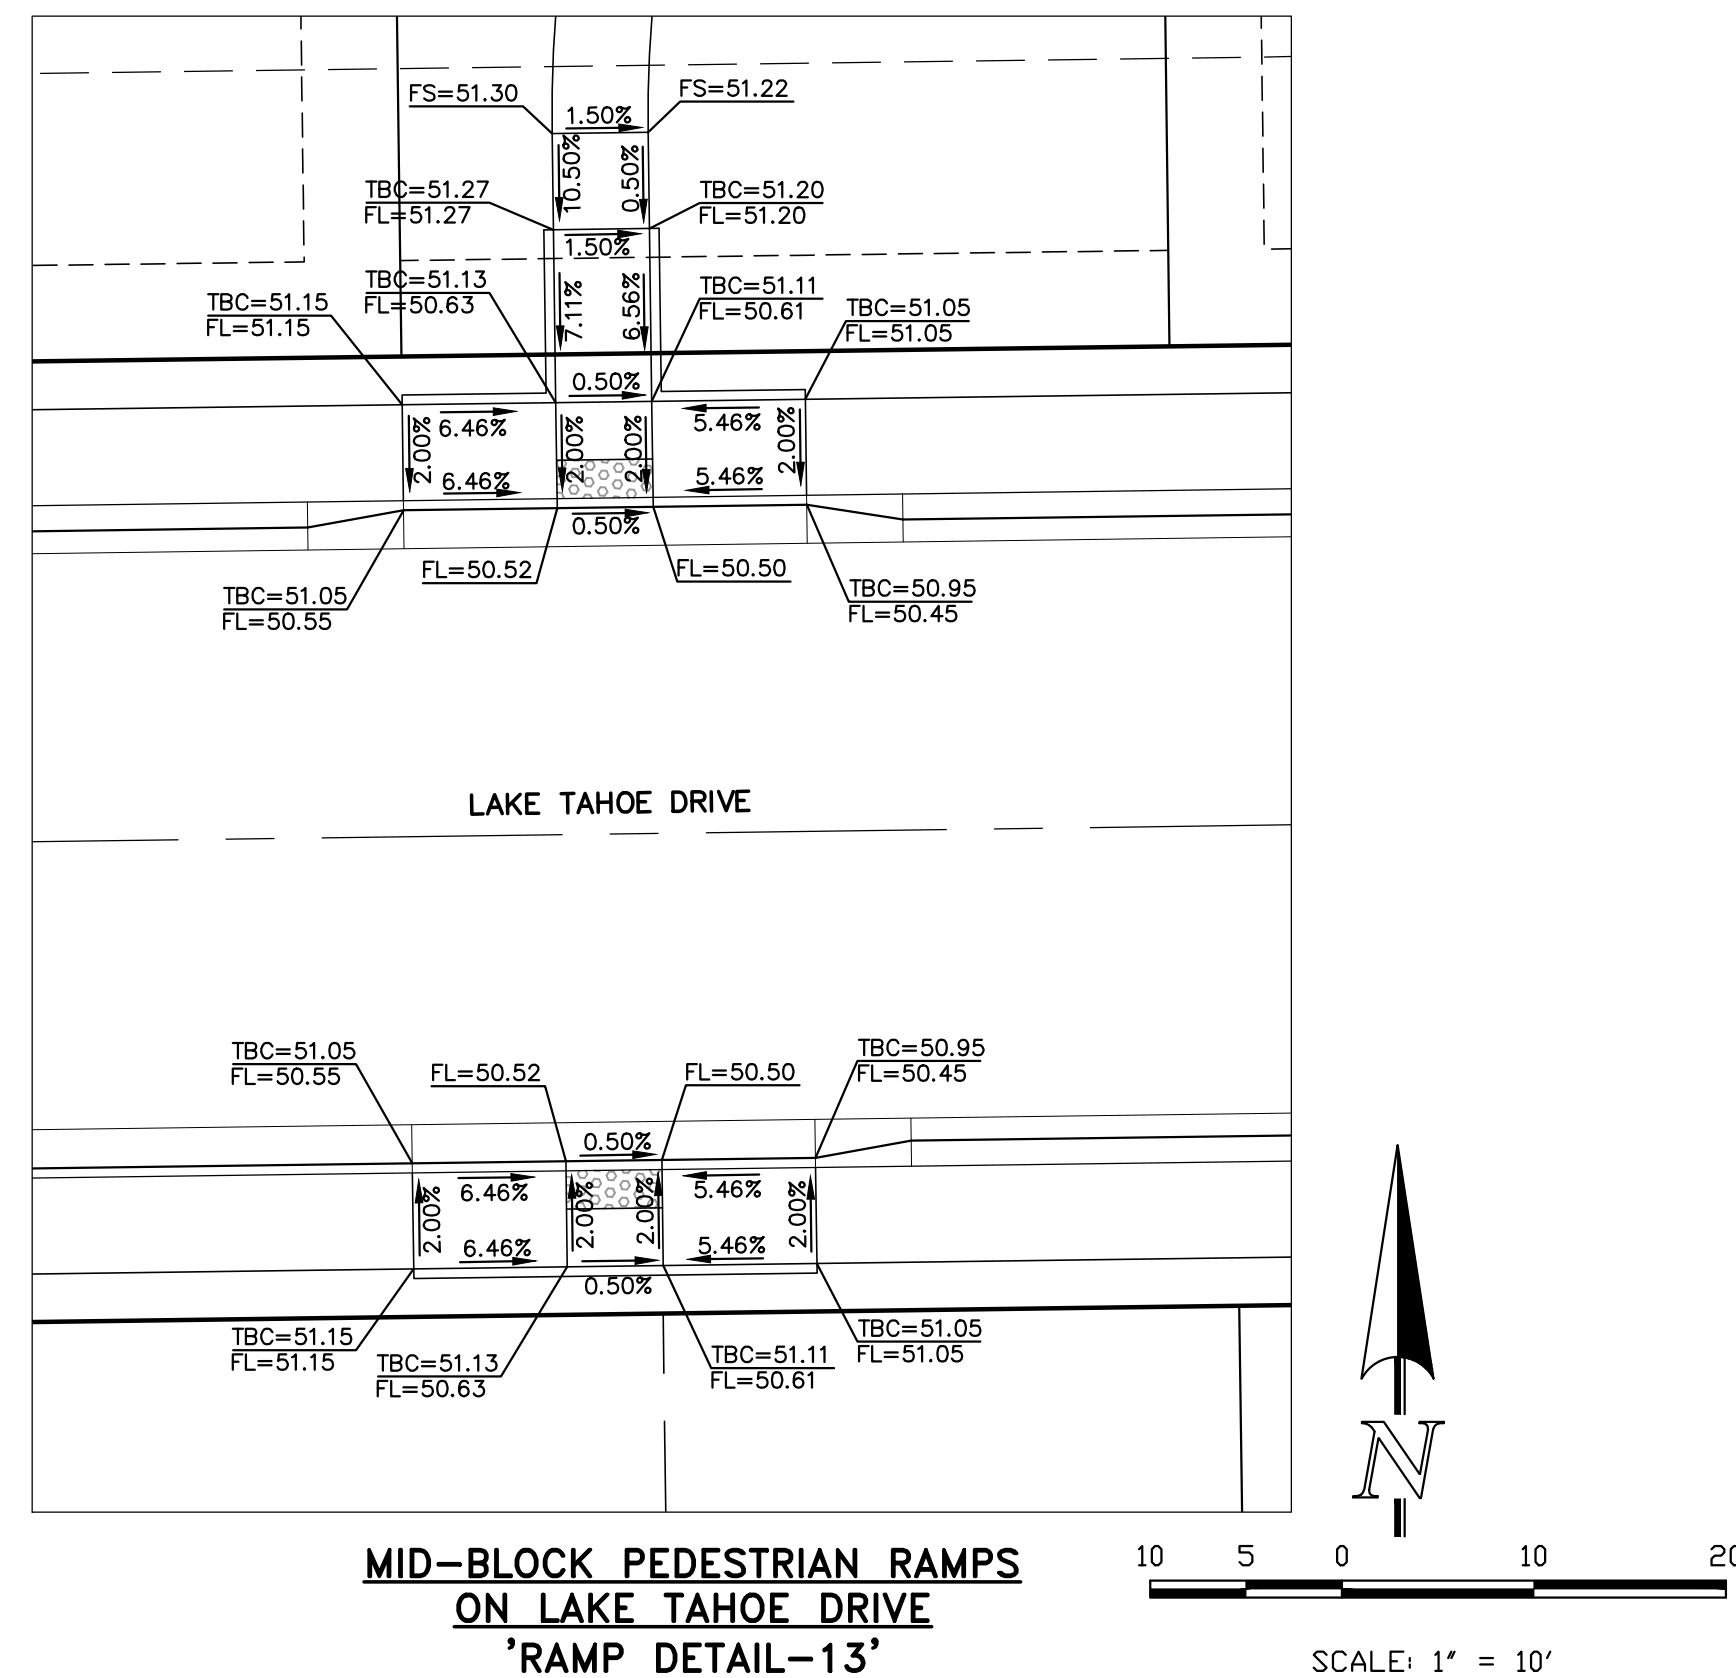 FS=51.30
FS=51.22
1.50%
10.50%
0.50%
TBC=51.27
FL=51.27
TBC=51.20
FL=51.20
1.50%
TBC=51.13
FL=50.63
7.11%
6.56%
TBC=51.11
FL=50.61
TBC=51.15
FL=51.15
TBC=51.05
FL=51.05
0.50%
6.46%
5.46%
2.00%
2.00%
2.00%
2.00%
6.46%
5.46%
0.50%
FL=50.52
FL=50.50
TBC=51.05
FL=50.55
TBC=50.95
FL=50.45
LAKE TAHOE DRIVE
TBC=51.05
FL=50.55
FL=50.52
FL=50.50
TBC=50.95
FL=50.45
0.50%
6.46%
5.46%
2.00%
2.00%
2.00%
2.00%
6.46%
5.46%
0.50%
TBC=51.15
FL=51.15
TBC=51.13
FL=50.63
TBC=51.11
FL=50.61
TBC=51.05
FL=51.05
N
MID-BLOCK PEDESTRIAN RAMPS
ON LAKE TAHOE DRIVE
'RAMP DETAIL-13'
10 5 0 10 20
SCALE: 1" = 10'